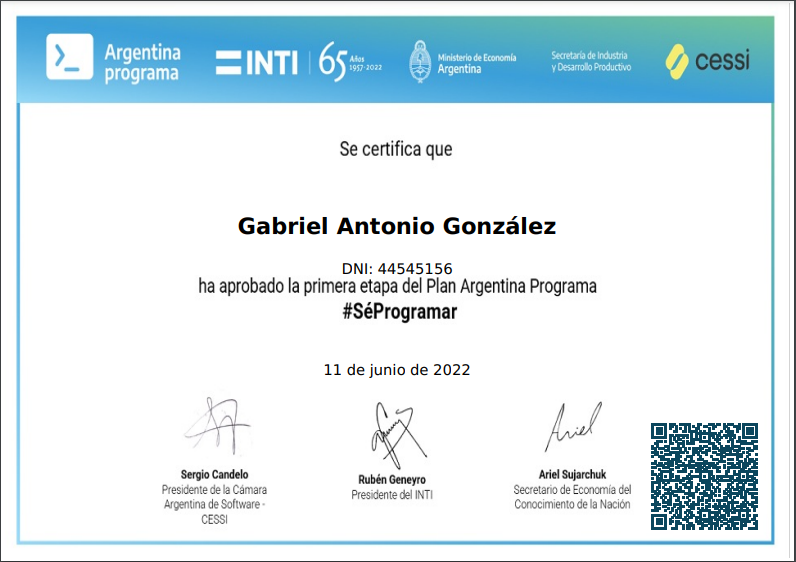 Argentina
programa
INTI
65 Años
1957-2022
Ministerio de Economía
Argentina
Secretaría de Industria
y Desarrollo Productivo
cessi
Se certifica que
Gabriel Antonio González
DNI: 44545156
ha aprobado la primera etapa del Plan Argentina Programa
#SéProgramar
11 de junio de 2022
Ariel
Sergio Candelo
Presidente de la Cámara
Argentina de Software -
CESSI
Rubén Geneyro
Presidente del INTI
Ariel Sujarchuk
Secretario de Economía del
Conocimiento de la Nación